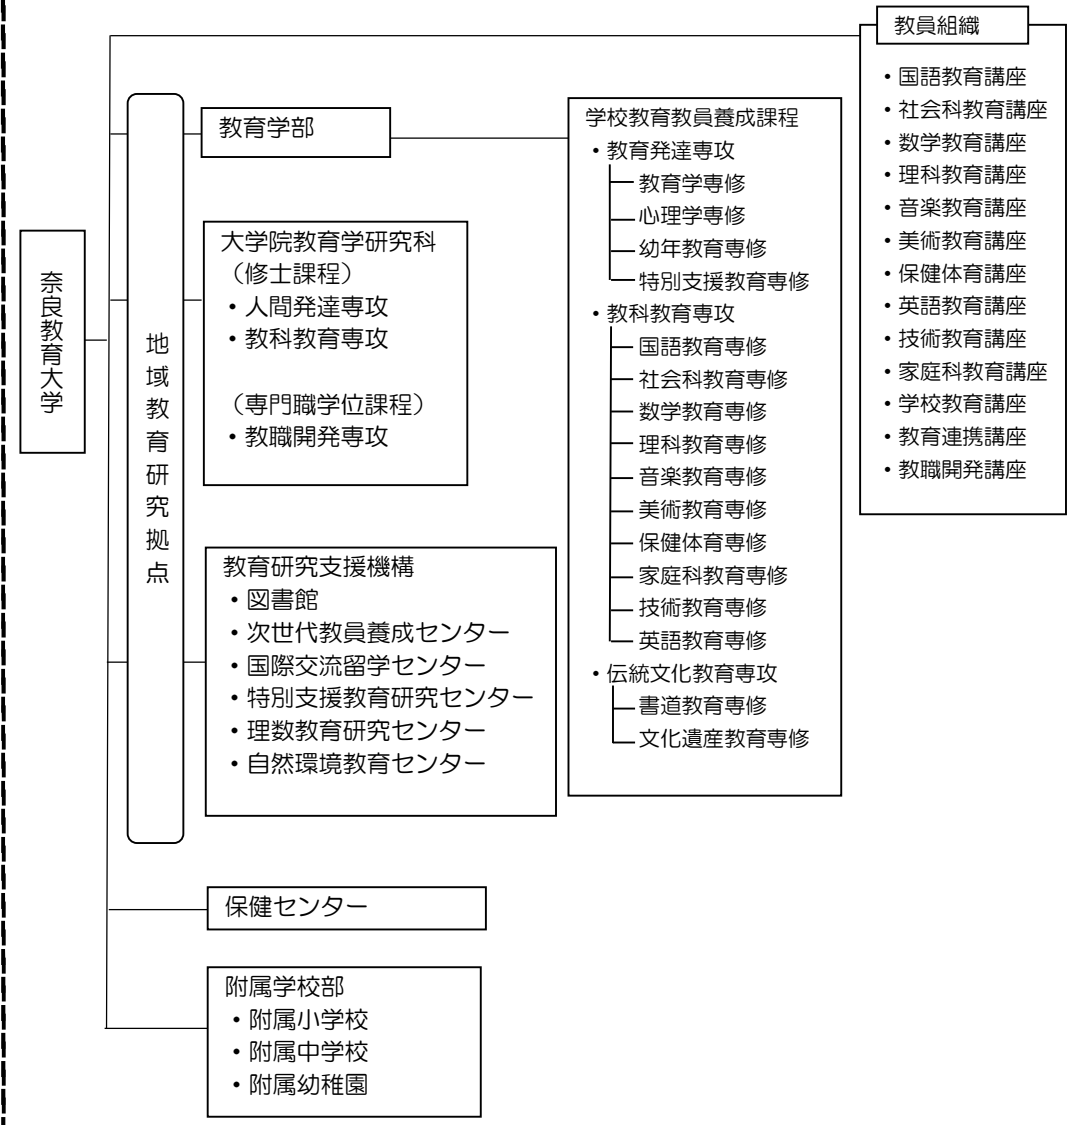 教員組織
・国語教育講座
・社会科教育講座
・数学教育講座
・理科教育講座
・音楽教育講座
・美術教育講座
・保健体育講座
・英語教育講座
・技術教育講座
・家庭科教育講座
・学校教育講座
・教育連携講座
・教職開発講座
奈良教育大学
地域教育研究拠点
教育学部
学校教育教員養成課程
・教育発達専攻
教育学専修
心理学専修
幼年教育専修
特別支援教育専修
・教科教育専攻
国語教育専修
社会科教育専修
数学教育専修
理科教育専修
音楽教育専修
美術教育専修
保健体育専修
家庭科教育専修
技術教育専修
英語教育専修
・伝統文化教育専攻
書道教育専修
文化遺産教育専修
大学院教育学研究科
（修士課程）
・人間発達専攻
・教科教育専攻
（専門職学位課程）
・教職開発専攻
教育研究支援機構
・図書館
・次世代教員養成センター
・国際交流留学センター
・特別支援教育研究センター
・理数教育研究センター
・自然環境教育センター
保健センター
附属学校部
・附属小学校
・附属中学校
・附属幼稚園